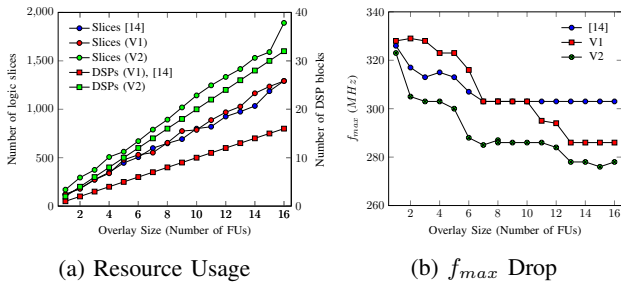 Slices [14]
Slices (V1)
Slices (V2)
DSPs (V1), [14]
DSPs (V2)
2,000
1,500
1,000
500
0
Number of logic slices
40
30
20
10
0
Number of DSP blocks
2 4 6 8 10 12 14 16
Overlay Size (Number of FUs)
(a) Resource Usage
[14]
V1
V2
340
320
300
280
260
fmax (MHz)
2 4 6 8 10 12 14 16
Overlay Size (Number of FUs)
(b) fmax Drop